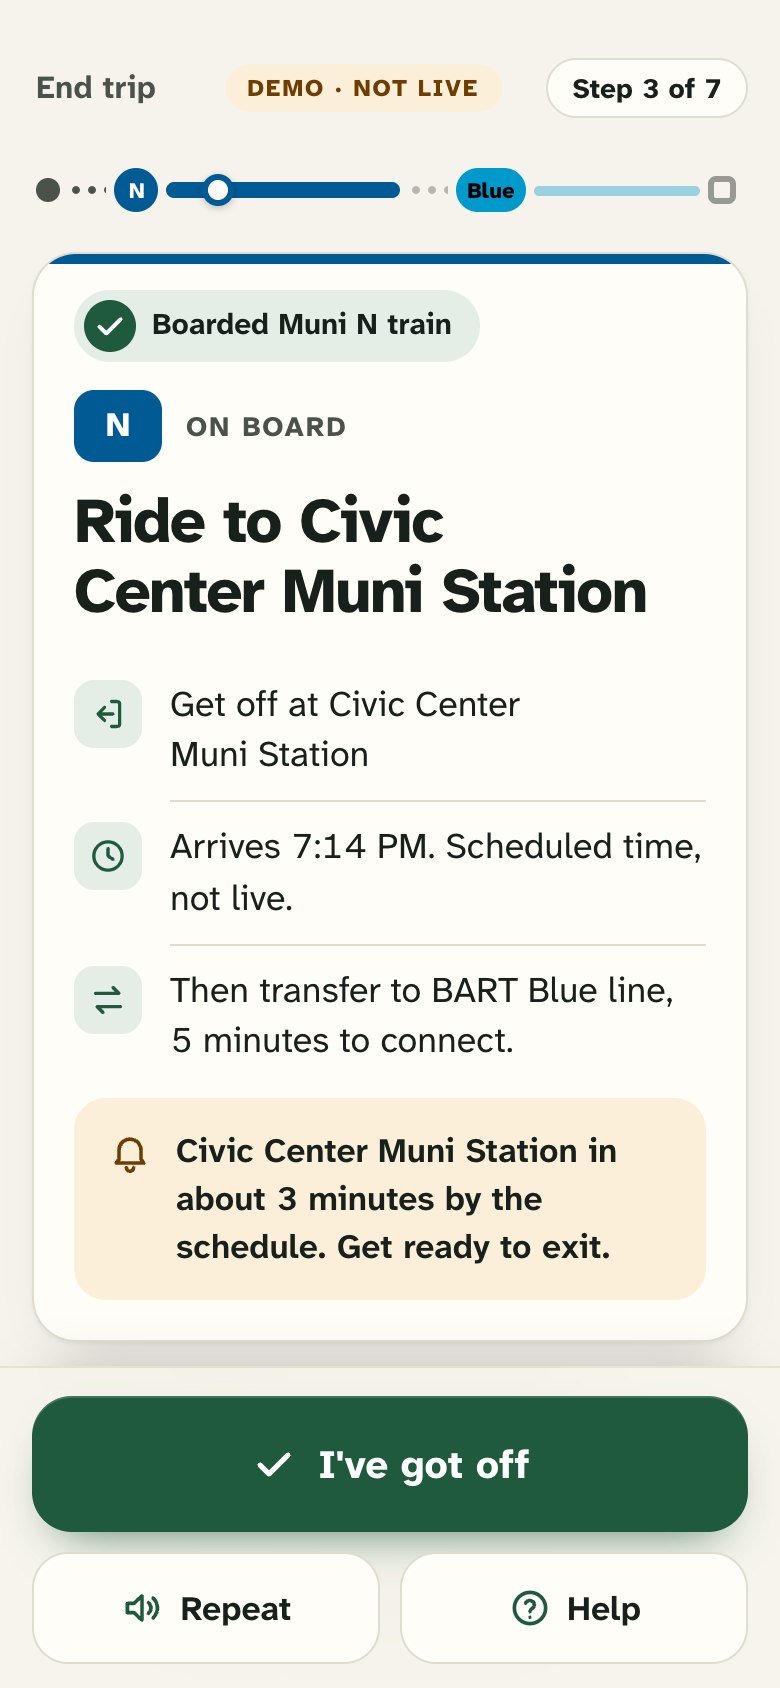 End trip
DEMO · NOT LIVE
Step 3 of 7
N
Blue
Boarded Muni N train
N
ON BOARD
Ride to Civic
Center Muni Station
Get off at Civic Center
Muni Station
Arrives 7:14 PM. Scheduled time,
not live.
Then transfer to BART Blue line,
5 minutes to connect.
Civic Center Muni Station in
about 3 minutes by the
schedule. Get ready to exit.
I've got off
Repeat
Help